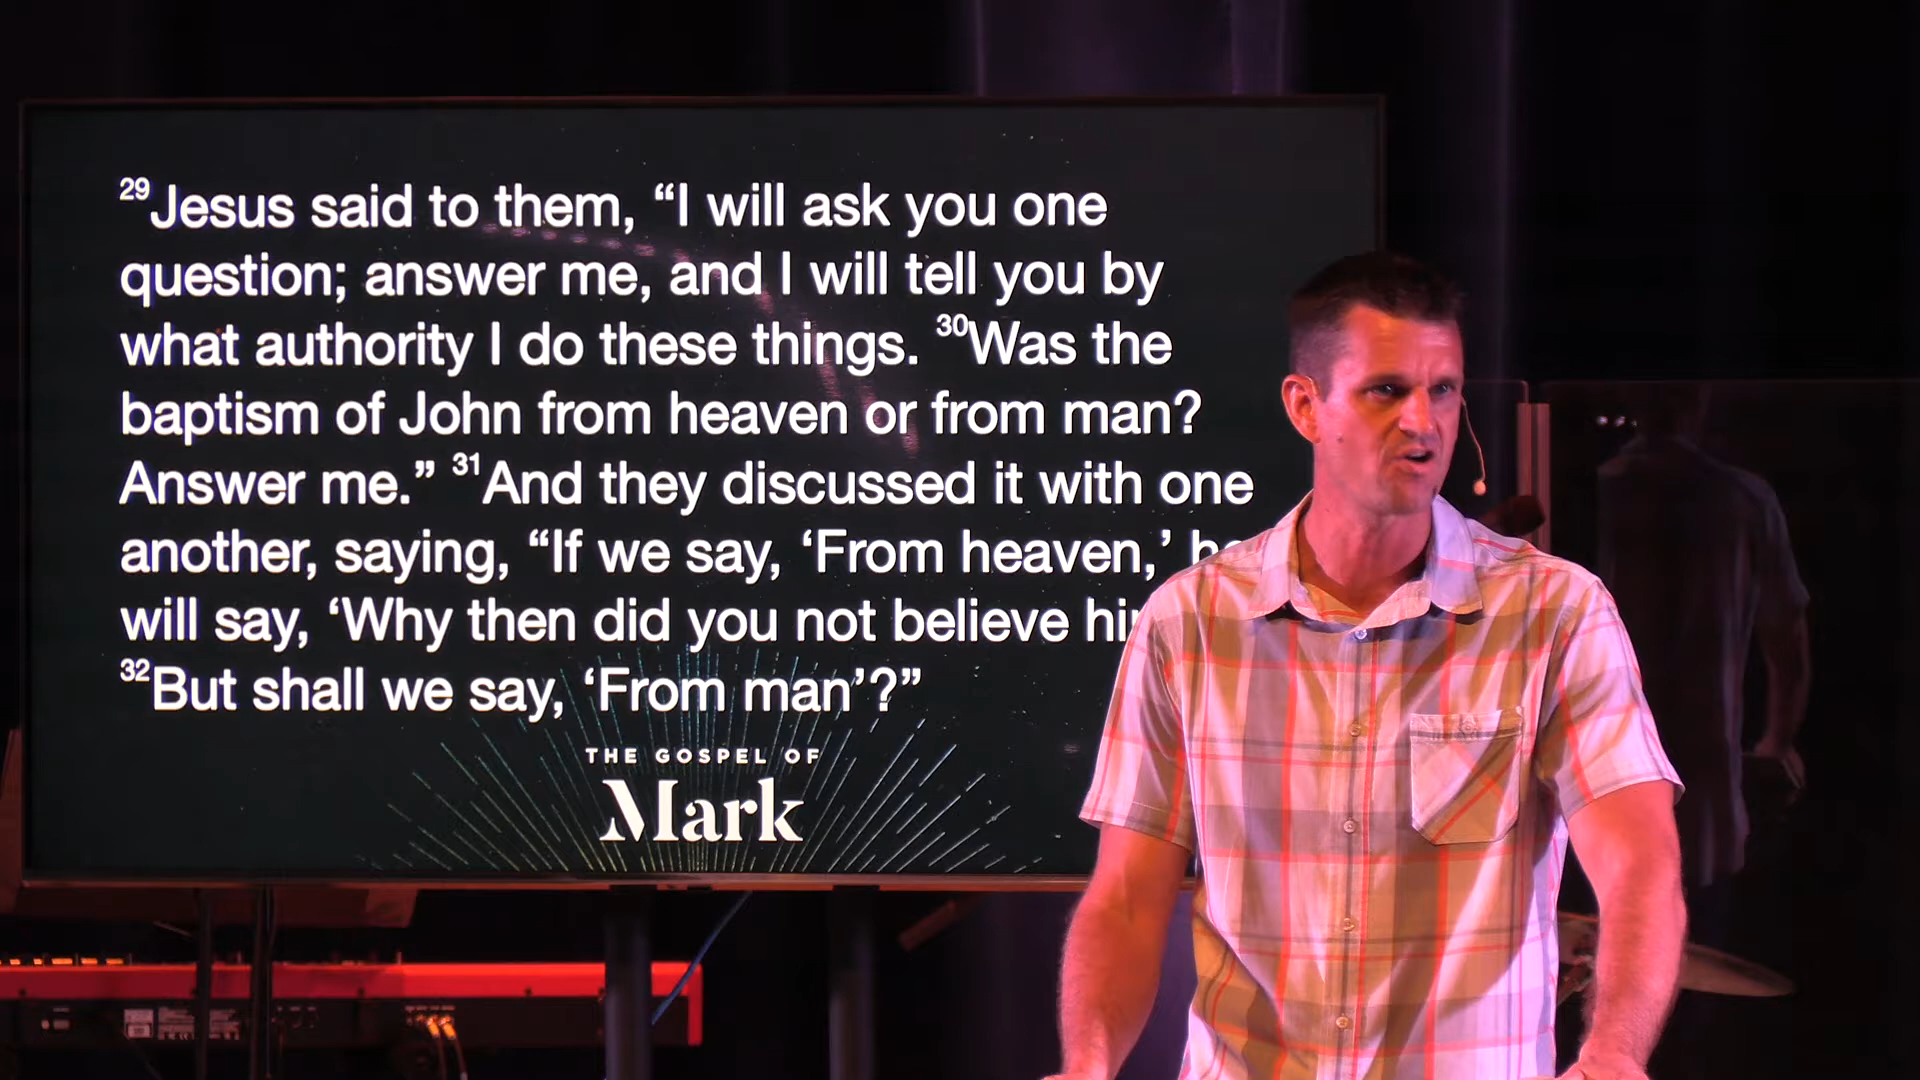 29Jesus said to them, “I will ask you one
question; answer me, and I will tell you by
what authority I do these things. 30Was the
baptism of John from heaven or from man?
Answer me.” 31And they discussed it with one
another, saying, “If we say, ‘From heaven,’
will say, ‘Why then did you not believe
32But shall we say, ‘From man’?”
THE GOSPEL OF
Mark